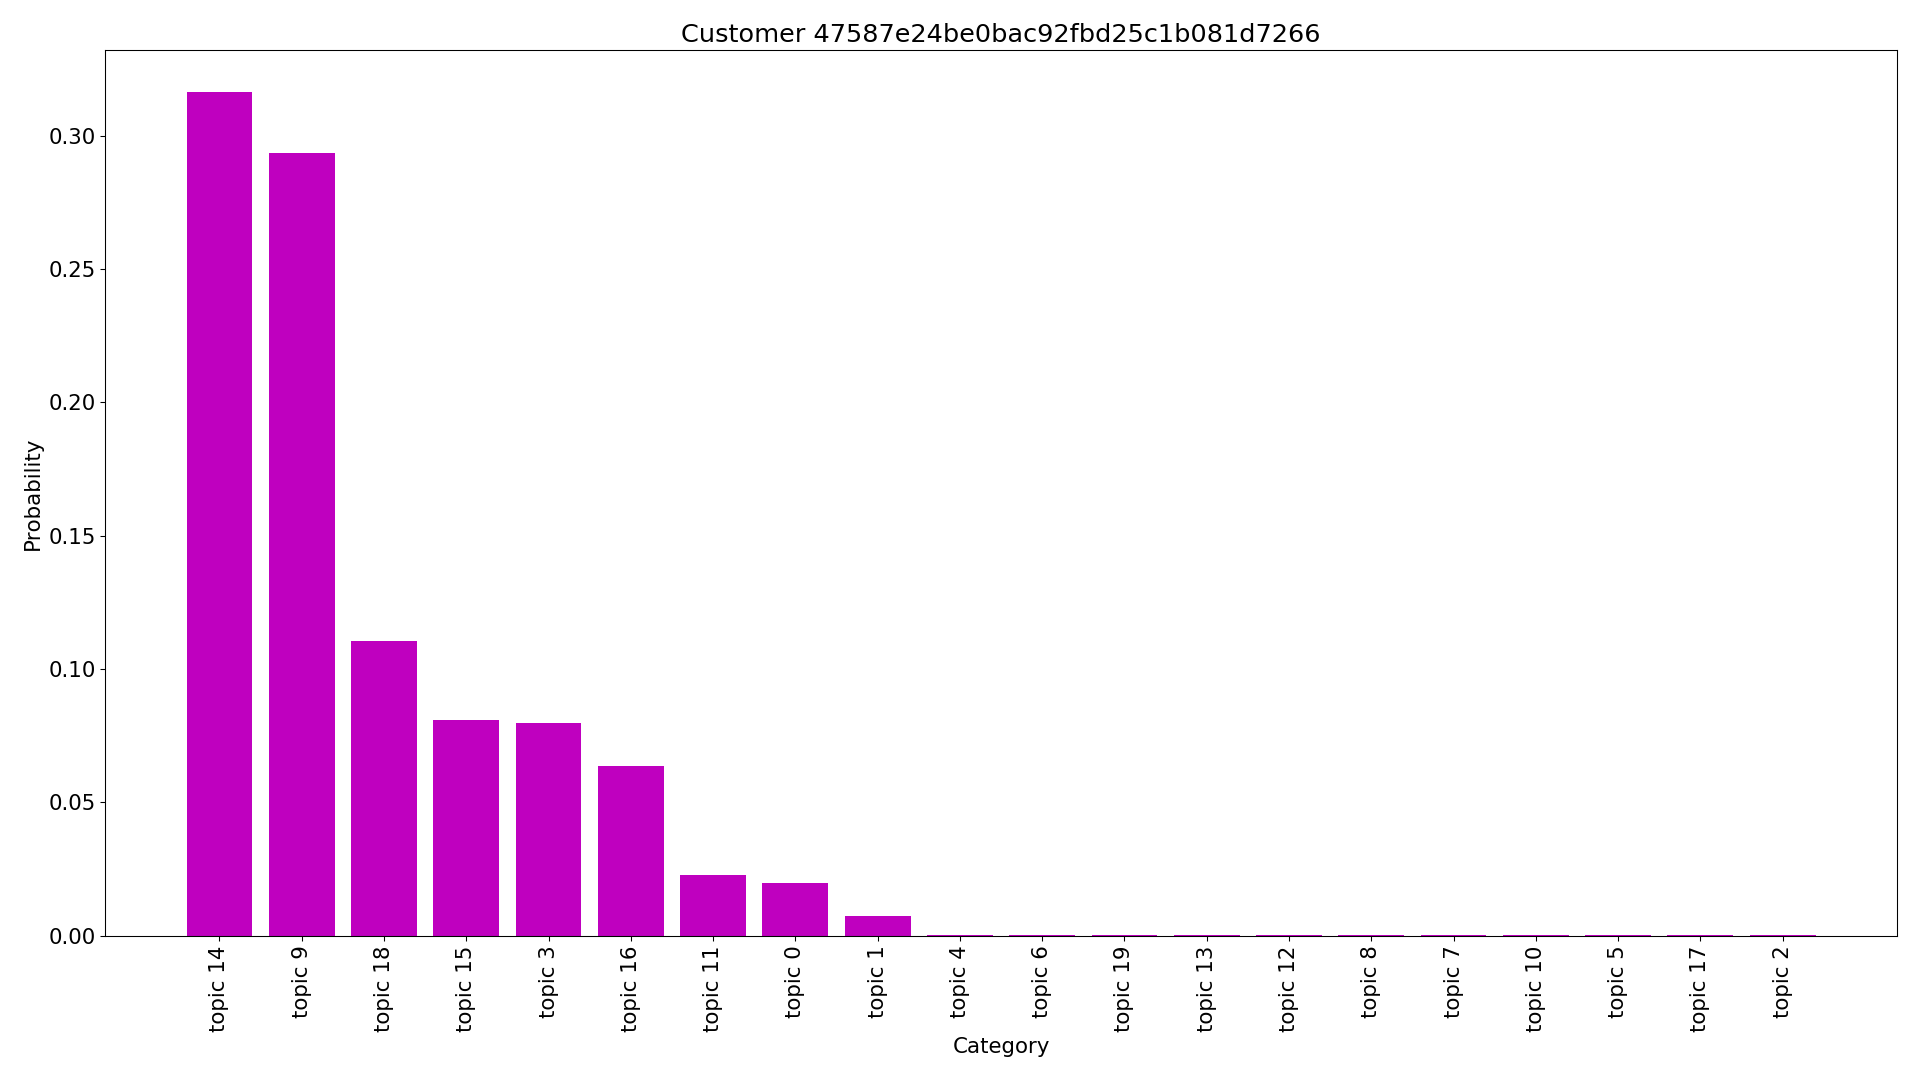 Customer 47587e24be0bac92fbd25c1b081d7266
0.30
0.25
0.20
0.15
0.10
0.05
0.00
Probability
topic 14
topic 9
topic 18
topic 15
topic 3
topic 16
topic 11
topic 0
topic 1
topic 4
topic 6
topic 19
topic 13
topic 12
topic 8
topic 7
topic 10
topic 5
topic 17
topic 2
Category